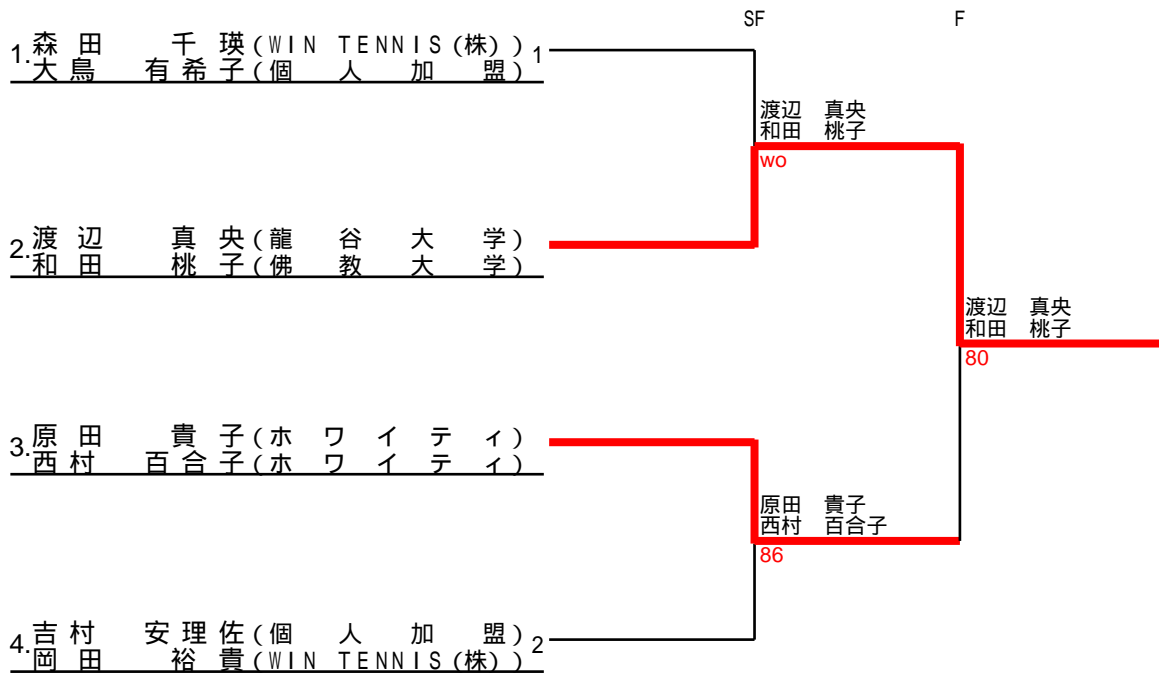 SF F
1. 森田 千瑛(WIN TENNIS(株)) 1
大鳥 有希子(個人加盟)
渡辺 真央
和田 桃子
wo
2. 渡辺 真央(龍谷大学)
和田 桃子(佛教大学)
渡辺 真央
和田 桃子
80
3. 原田 貴子(ホワイティ)
西村 百合子(ホワイティ)
原田 貴子
西村 百合子
86
4. 吉村 安理佐(個人加盟) 2
岡田 裕貴(WIN TENNIS(株))